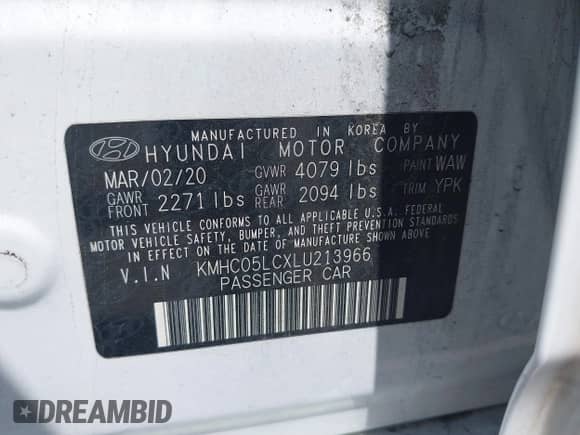 MANUFACTURED IN KOREA BY
HYUNDAI MOTOR COMPANY
MAR/02/20 GVWR 4079 lbs PAINT WAW
GAWR FRONT 2271 lbs GAWR REAR 2094 lbs TRIM YPK
THIS VEHICLE CONFORMS TO ALL APPLICABLE U.S.A. FEDERAL
MOTOR VEHICLE SAFETY, BUMPER, AND THEFT PREVENTION STANDARDS
IN EFFECT ON THE DATE OF MANUFACTURE SHOWN ABOVE.
V.I.N KMHC05LCXLU213966
PASSENGER CAR
DREAMBID